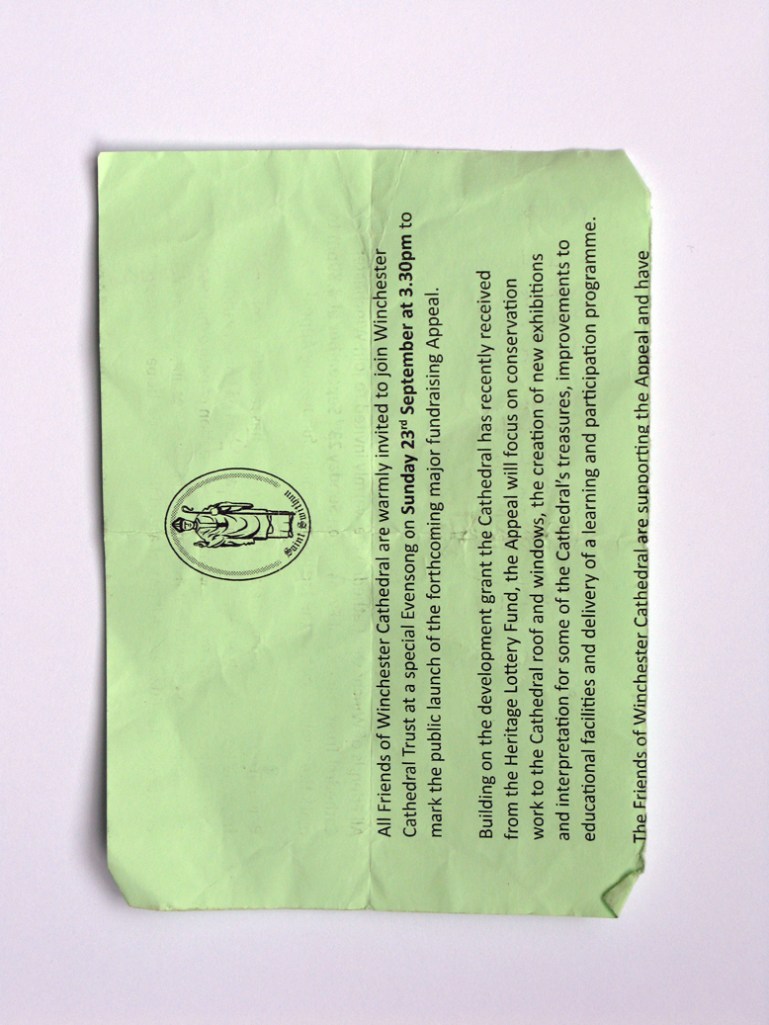 Saint Swithun
All Friends of Winchester Cathedral are warmly invited to join Winchester
Cathedral Trust at a special Evensong on Sunday 23rd September at 3.30pm to
mark the public launch of the forthcoming major fundraising Appeal.
Building on the development grant the Cathedral has recently received
from the Heritage Lottery Fund, the Appeal will focus on conservation
work to the Cathedral roof and windows, the creation of new exhibitions
and interpretation for some of the Cathedral's treasures, improvements to
educational facilities and delivery of a learning and participation programme.
The Friends of Winchester Cathedral are supporting the Appeal and have